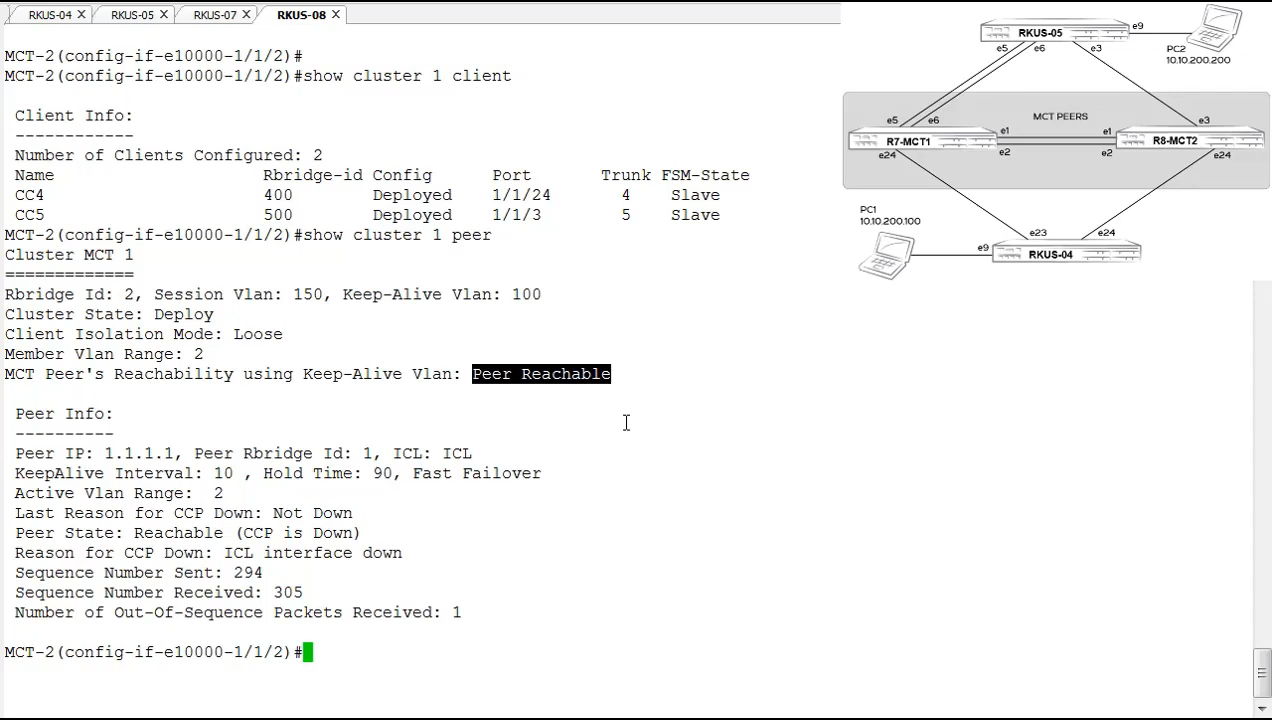 RKUS-04 X RKUS-05 X RKUS-07 X RKUS-08 X
MCT-2(config-if-e10000-1/1/2)#
MCT-2(config-if-e10000-1/1/2)#show cluster 1 client
Client Info:
------------
Number of Clients Configured: 2
Name Rbridge-id Config Port Trunk FSM-State
CC4 400 Deployed 1/1/24 4 Slave
CC5 500 Deployed 1/1/3 5 Slave
MCT-2(config-if-e10000-1/1/2)#show cluster 1 peer
Cluster MCT 1
=============
Rbridge Id: 2, Session Vlan: 150, Keep-Alive Vlan: 100
Cluster State: Deploy
Client Isolation Mode: Loose
Member Vlan Range: 2
MCT Peer's Reachability using Keep-Alive Vlan: Peer Reachable
Peer Info:
----------
Peer IP: 1.1.1.1, Peer Rbridge Id: 1, ICL: ICL
KeepAlive Interval: 10 , Hold Time: 90, Fast Failover
Active Vlan Range: 2
Last Reason for CCP Down: Not Down
Peer State: Reachable (CCP is Down)
Reason for CCP Down: ICL interface down
Sequence Number Sent: 294
Sequence Number Received: 305
Number of Out-Of-Sequence Packets Received: 1
MCT-2(config-if-e10000-1/1/2)#
RKUS-05
e9
e5 e6 e3
PC2
10.10.200.200
MCT PEERS
e5 e6 e3
R7-MCT1
e1 e1
R8-MCT2
e24 e2 e2 e24
PC1
10.10.200.100
e23 e24
e9
RKUS-04